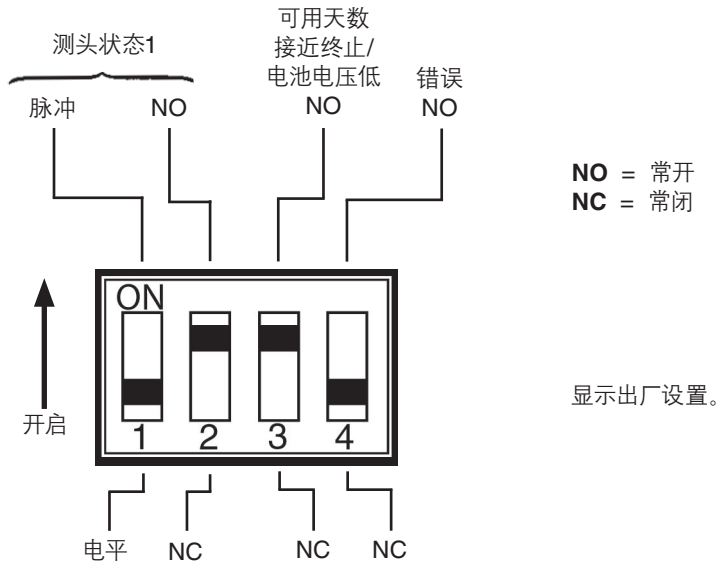 测头状态1
可用天数
接近终止/
电池电压低
错误
脉冲
NO
NO
NO
NO = 常开
NC = 常闭
ON
开启
1 2 3 4
显示出厂设置。
电平
NC
NC
NC